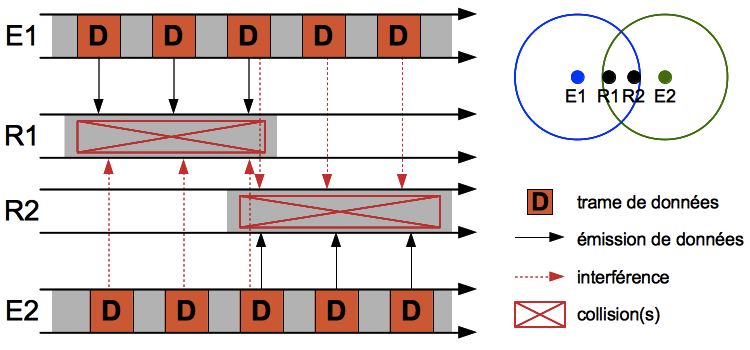 E1 D D D D D
R1
R2
E2 D D D D D
E1 R1 R2 E2
D trame de données
émission de données
interférence
collision(s)